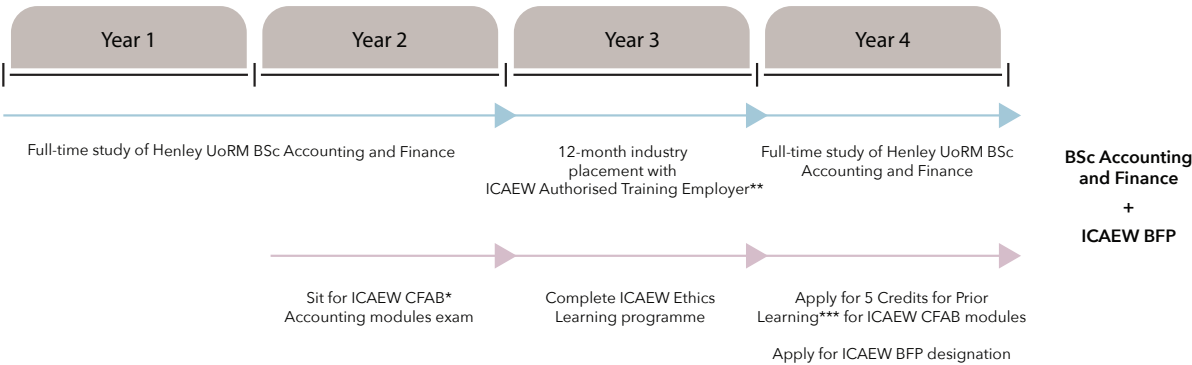 Year 1
Year 2
Year 3
Year 4
Full-time study of Henley UoRM BSc Accounting and Finance
12-month industry
placement with
ICAEW Authorised Training Employer**
Full-time study of Henley UoRM BSc
Accounting and Finance
BSc Accounting
and Finance
+
ICAEW BFP
Sit for ICAEW CFAB*
Accounting modules exam
Complete ICAEW Ethics
Learning programme
Apply for 5 Credits for Prior
Learning*** for ICAEW CFAB modules
Apply for ICAEW BFP designation